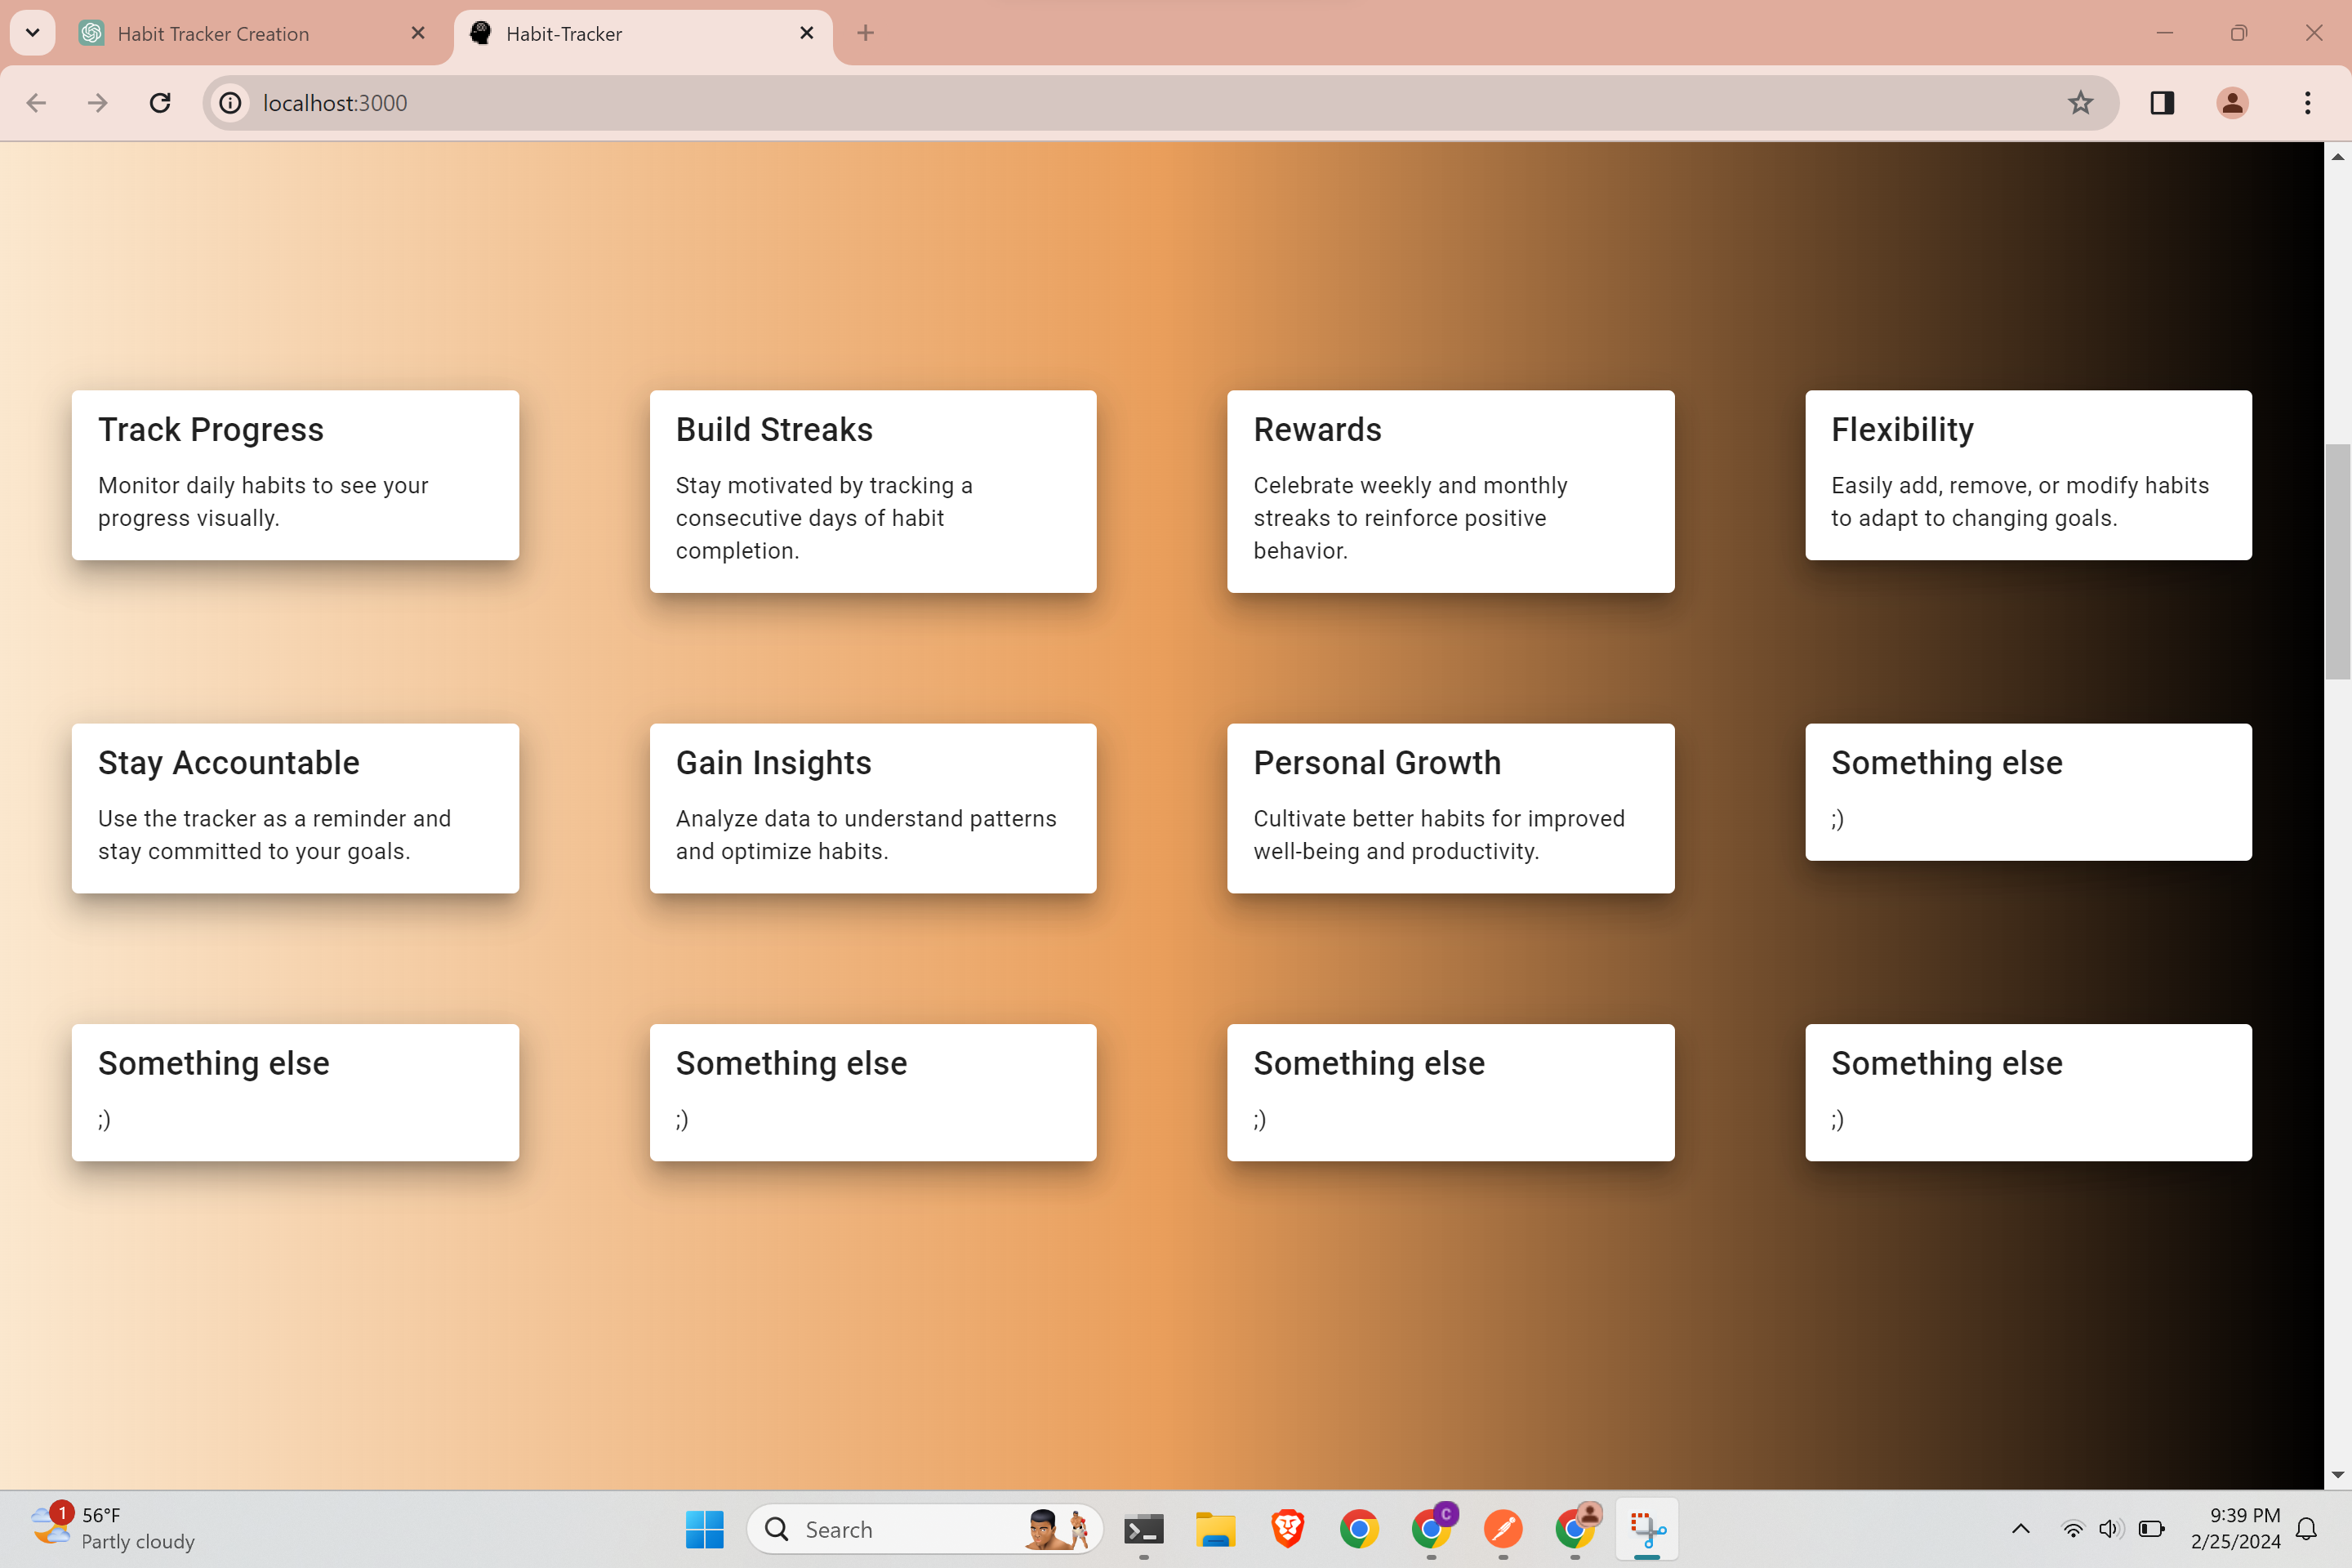 Habit Tracker Creation
Habit-Tracker
localhost:3000
Track Progress
Monitor daily habits to see your
progress visually.
Build Streaks
Stay motivated by tracking a
consecutive days of habit
completion.
Rewards
Celebrate weekly and monthly
streaks to reinforce positive
behavior.
Flexibility
Easily add, remove, or modify habits
to adapt to changing goals.
Stay Accountable
Use the tracker as a reminder and
stay committed to your goals.
Gain Insights
Analyze data to understand patterns
and optimize habits.
Personal Growth
Cultivate better habits for improved
well-being and productivity.
Something else
;)
Something else
;)
Something else
;)
Something else
;)
Something else
;)
1
56°F
Partly cloudy
Search
C
9:39 PM
2/25/2024